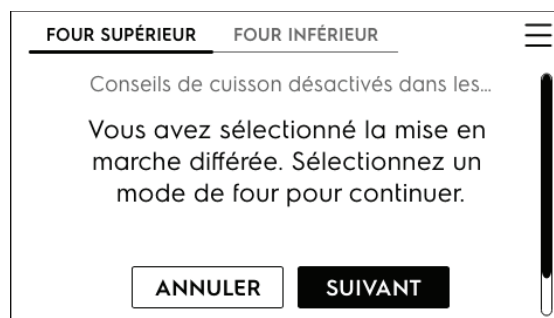 FOUR SUPÉRIEUR FOUR INFÉRIEUR
Conseils de cuisson désactivés dans les...
Vous avez sélectionné la mise en
marche différée. Sélectionnez un
mode de four pour continuer.
ANNULER SUIVANT